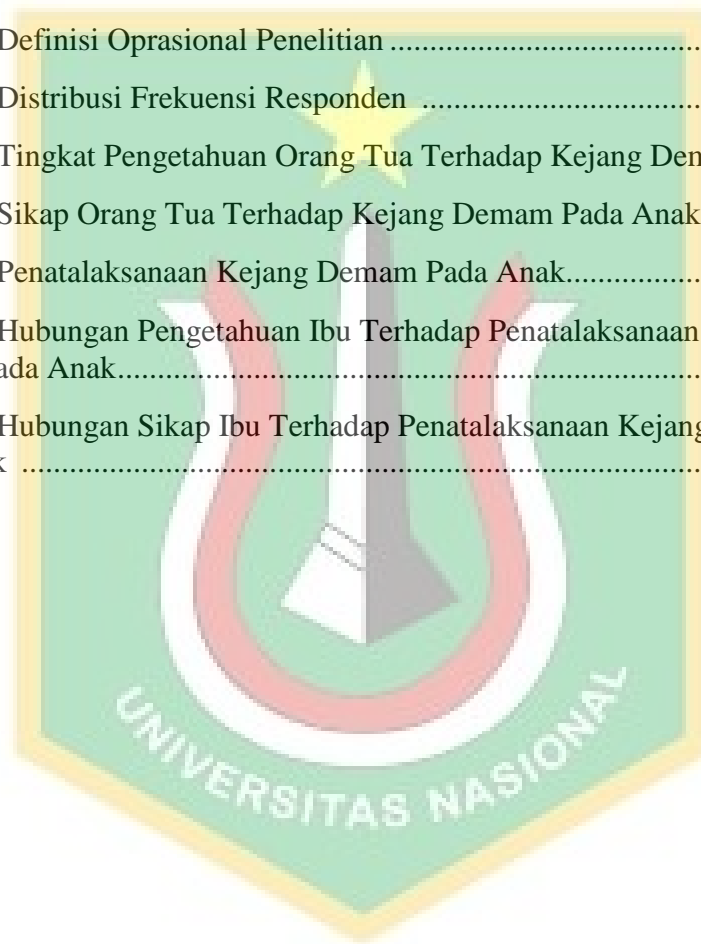 Definisi Oprasional Penelitian ...................................
Distribusi Frekuensi Responden ...................................
Tingkat Pengetahuan Orang Tua Terhadap Kejang Dem
Sikap Orang Tua Terhadap Kejang Demam Pada Anak
Penatalaksanaan Kejang Demam Pada Anak.................
Hubungan Pengetahuan Ibu Terhadap Penatalaksanaan
ada Anak.........................................................................
Hubungan Sikap Ibu Terhadap Penatalaksanaan Kejang
k .....................................................................................
UNIVERSITAS NASIONAL